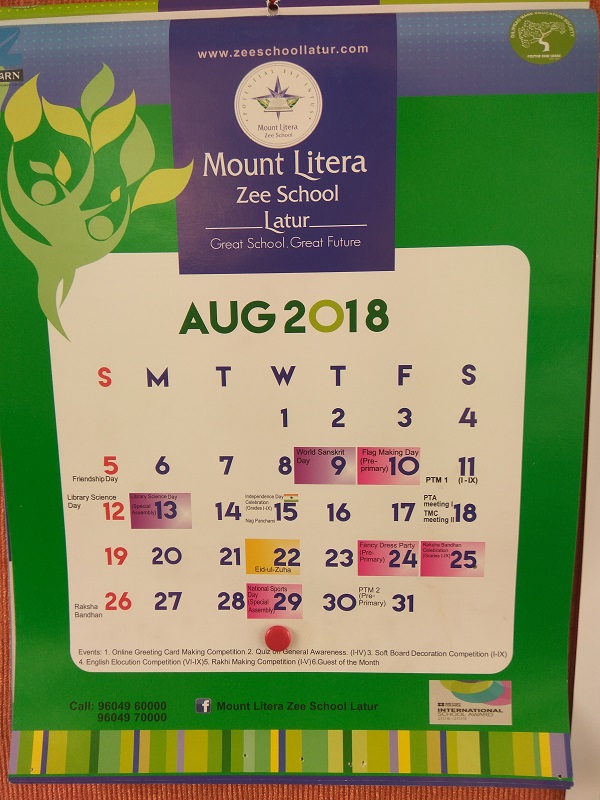 www.zeeschoollatur.com
ARN
Mount Litera
Zee School
Mount Litera
Zee School
Latur
Great School. Great Future
AUG 2018
S M T W T F S
1 2 3 4
5 Friendship Day
6
7
8
World Sanskrit Day 9
Flag Making Day (Pre-primary) 10
11 PTM 1 (I-IX)
Library Science Day 12
Library Science Day (Special Assembly) 13
14
Independence Day Celebration (Grades I-IX) Nag Panchami 15
16
17
PTA meeting I TMC meeting II 18
19
20
21
22 Eid-ul-Zuha
23
Fancy Dress Party (Pre-Primary) 24
Raksha Bandhan Celebration (Grades I-IX) 25
Raksha Bandhan 26
27
28
National Sports Day (Special Assembly) 29
30
PTM 2 (Pre-Primary) 31
Events: 1. Online Greeting Card Making Competition 2. Quiz on General Awareness. (I-IV) 3. Soft Board Decoration Competition (I-IX)
4. English Elocution Competition (VI-IX)5. Rakhi Making Competition (I-V)6.Guest of the Month
Call: 96049 60000
96049 70000
f Mount Litera Zee School Latur
INTERNATIONAL
SCHOOL AWARD